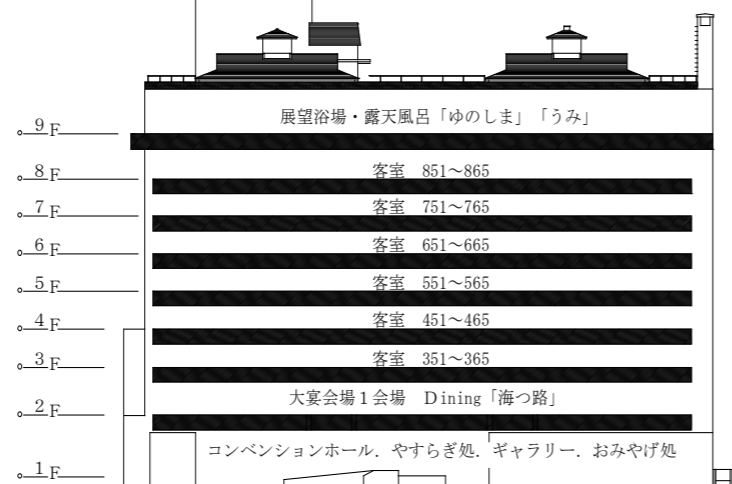 展望浴場・露天風呂「ゆのしま」「うみ」
9F
客室 851～865
8F
客室 751～765
7F
客室 651～665
6F
客室 551～565
5F
客室 451～465
4F
客室 351～365
3F
大宴会場1会場 Dining「海つ路」
2F
コンベンションホール. やすらぎ処. ギャラリー. おみやげ処
1F